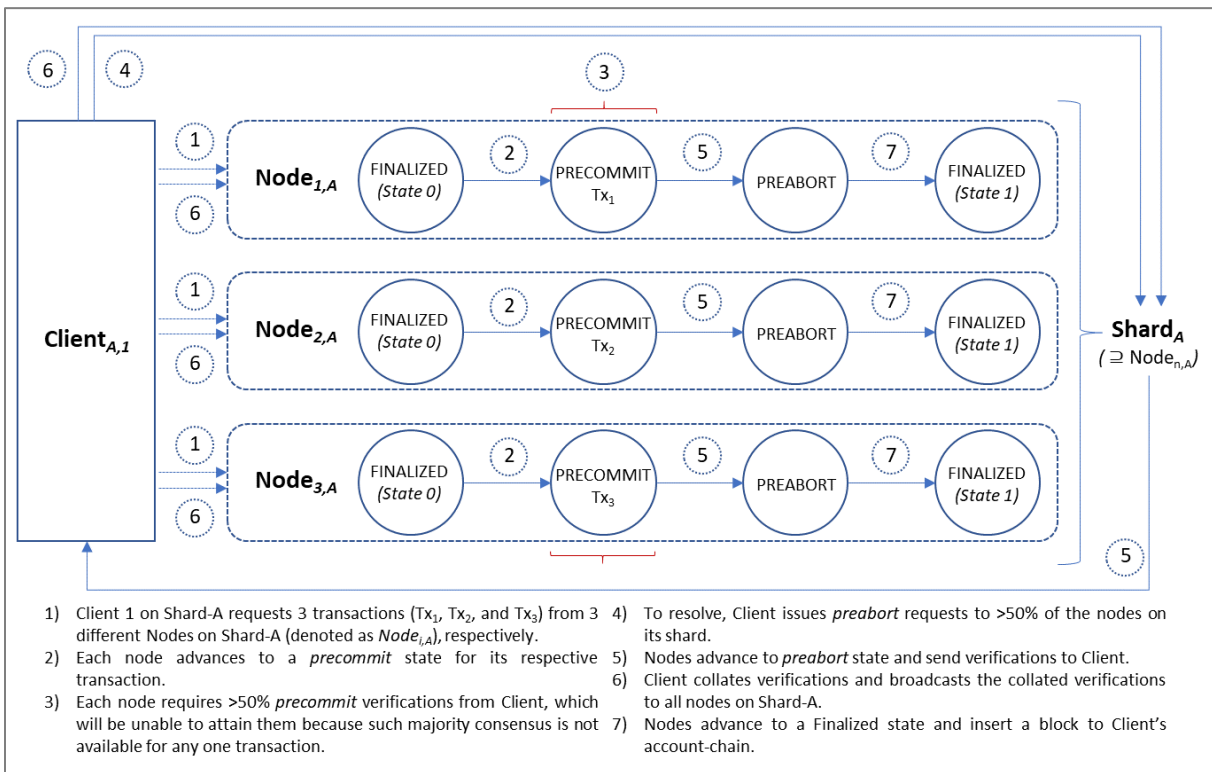 6
4
3
1
2
5
7
Node1,A
FINALIZED
(State 0)
PRECOMMIT
Tx1
PREABORT
FINALIZED
(State 1)
6
1
2
5
7
Client A,1
Node2,A
FINALIZED
(State 0)
PRECOMMIT
Tx2
PREABORT
FINALIZED
(State 1)
ShardA
( ⊇ Noden,A)
6
1
2
5
7
Node3,A
FINALIZED
(State 0)
PRECOMMIT
Tx3
PREABORT
FINALIZED
(State 1)
6
5
1) Client 1 on Shard-A requests 3 transactions (Tx1, Tx2, and Tx3) from 3
different Nodes on Shard-A (denoted as Nodei,A), respectively.
2) Each node advances to a precommit state for its respective
transaction.
3) Each node requires >50% precommit verifications from Client, which
will be unable to attain them because such majority consensus is not
available for any one transaction.
4) To resolve, Client issues preabort requests to >50% of the nodes on
its shard.
5) Nodes advance to preabort state and send verifications to Client.
6) Client collates verifications and broadcasts the collated verifications
to all nodes on Shard-A.
7) Nodes advance to a Finalized state and insert a block to Client's
account-chain.